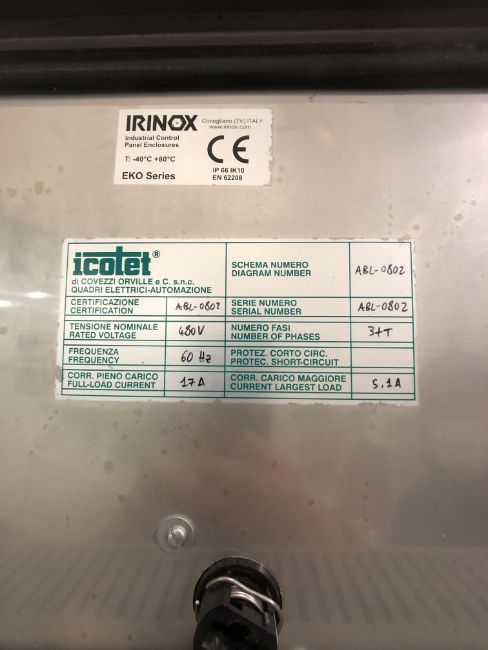 IRINOX Conegliano (TV) ITALY
www.irinox.com
Industrial Control
Panel Enclosures
T: -40°C +80°C
CE
EKO Series
IP 66 IK10
EN 62208
icotet®
di COVEZZI ORVILLE e C. s.n.c.
QUADRI ELETTRICI-AUTOMAZIONE
SCHEMA NUMERO
DIAGRAM NUMBER
ABL-0802
CERTIFICAZIONE
CERTIFICATION
ABL-0802
SERIE NUMERO
SERIAL NUMBER
ABL-0802
TENSIONE NOMINALE
RATED VOLTAGE
480V
NUMERO FASI
NUMBER OF PHASES
3+T
FREQUENZA
FREQUENCY
60 Hz
PROTEZ. CORTO CIRC.
PROTEC. SHORT-CIRCUIT
CORR. PIENO CARICO
FULL-LOAD CURRENT
17A
CORR. CARICO MAGGIORE
CURRENT LARGEST LOAD
5,1A